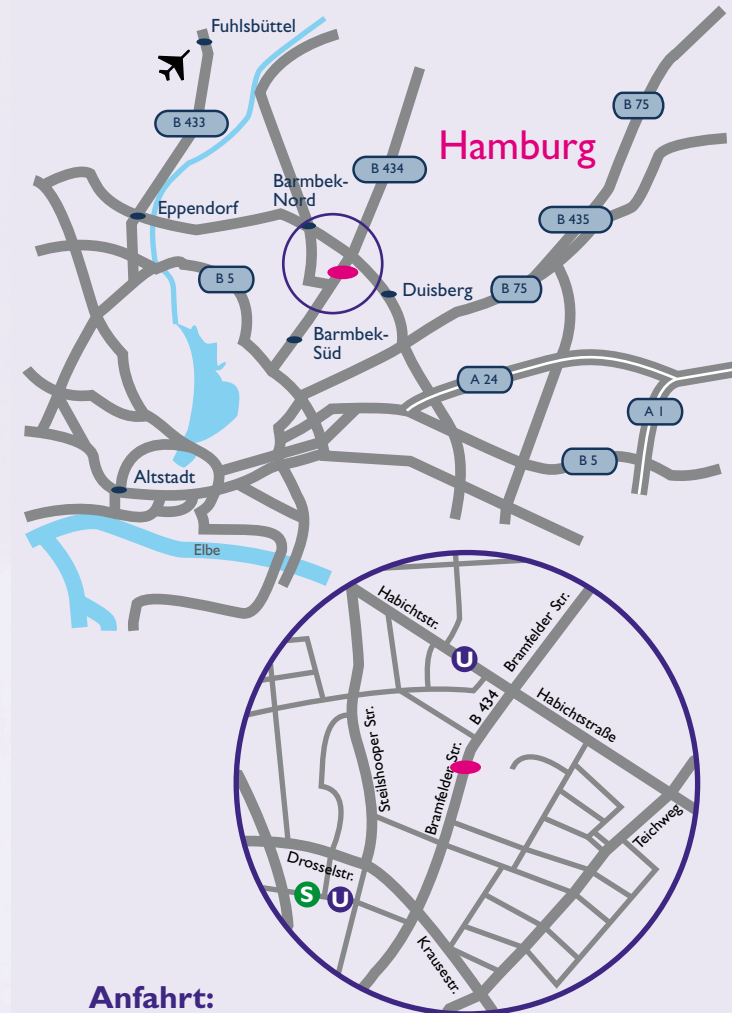 Fuhlsbüttel
B 433
B 75
Hamburg
B 434
Barmbek-
Nord
Eppendorf
B 435
B 5
Duisberg
B 75
Barmbek-
Süd
A 24
A 1
B 5
Altstadt
Elbe
Habichtstr.
Bramfelder Str.
U
B 434
Habichtstraße
Steilshooper Str.
Bramfelder Str.
Teichweg
Drosselstr.
S
U
Krausestr.
Anfahrt: